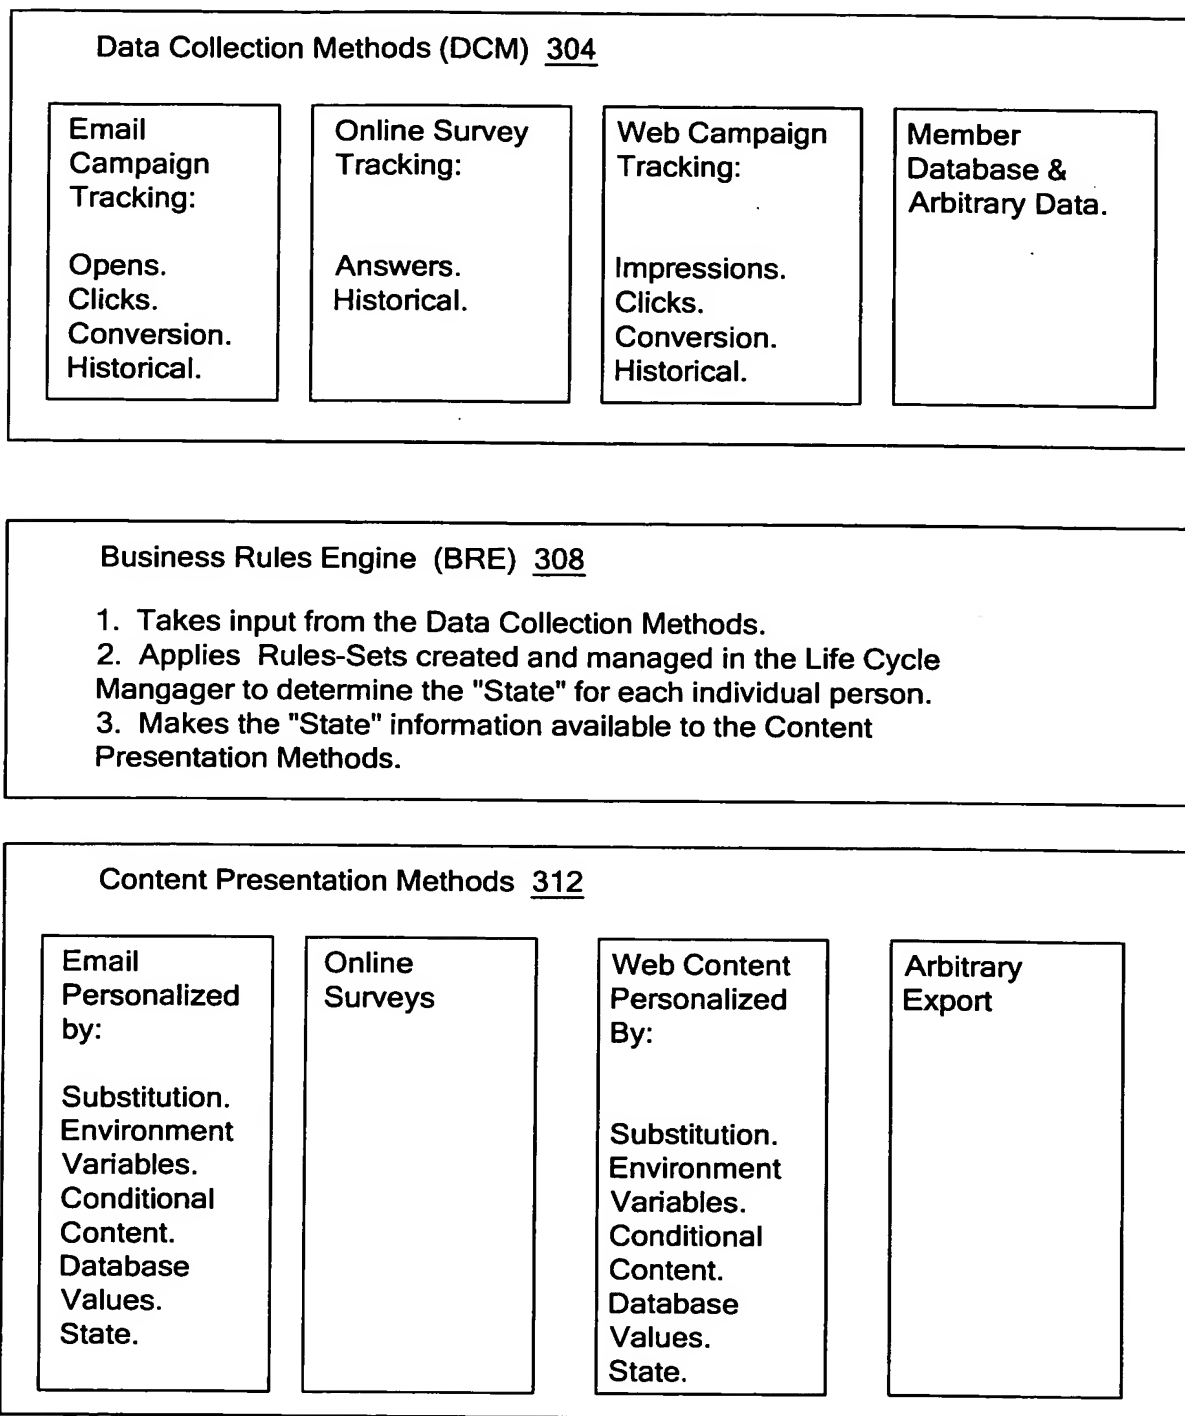 Data Collection Methods (DCM) 304
Email
Campaign
Tracking:
Opens.
Clicks.
Conversion.
Historical.
Online Survey
Tracking:
Answers.
Historical.
Web Campaign
Tracking:
Impressions.
Clicks.
Conversion.
Historical.
Member
Database &
Arbitrary Data.
Business Rules Engine (BRE) 308
1. Takes input from the Data Collection Methods.
2. Applies Rules-Sets created and managed in the Life Cycle
Mangager to determine the "State" for each individual person.
3. Makes the "State" information available to the Content
Presentation Methods.
Content Presentation Methods 312
Email
Personalized
by:
Substitution.
Environment
Variables.
Conditional
Content.
Database
Values.
State.
Online
Surveys
Web Content
Personalized
By:
Substitution.
Environment
Variables.
Conditional
Content.
Database
Values.
State.
Arbitrary
Export